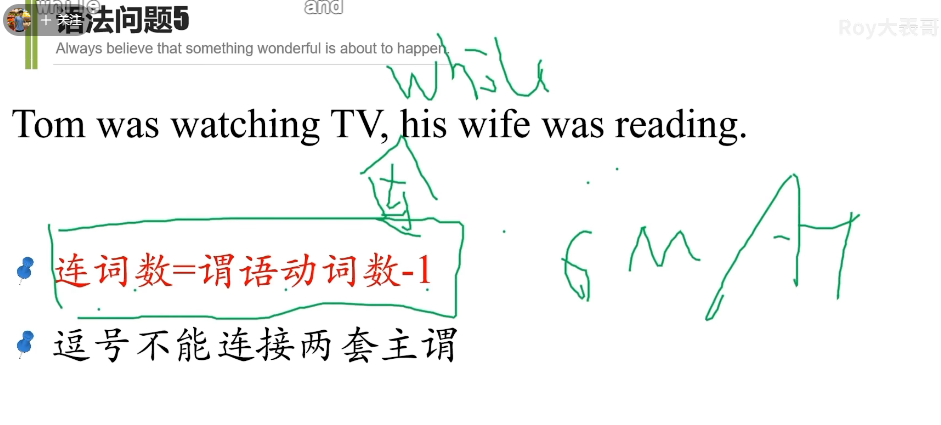 while and
+ 关注
语法问题5
Roy大表哥
Always believe that something wonderful is about to happen.
while
Tom was watching TV, his wife was reading.
连词数=谓语动词数-1
逗号不能连接两套主谓